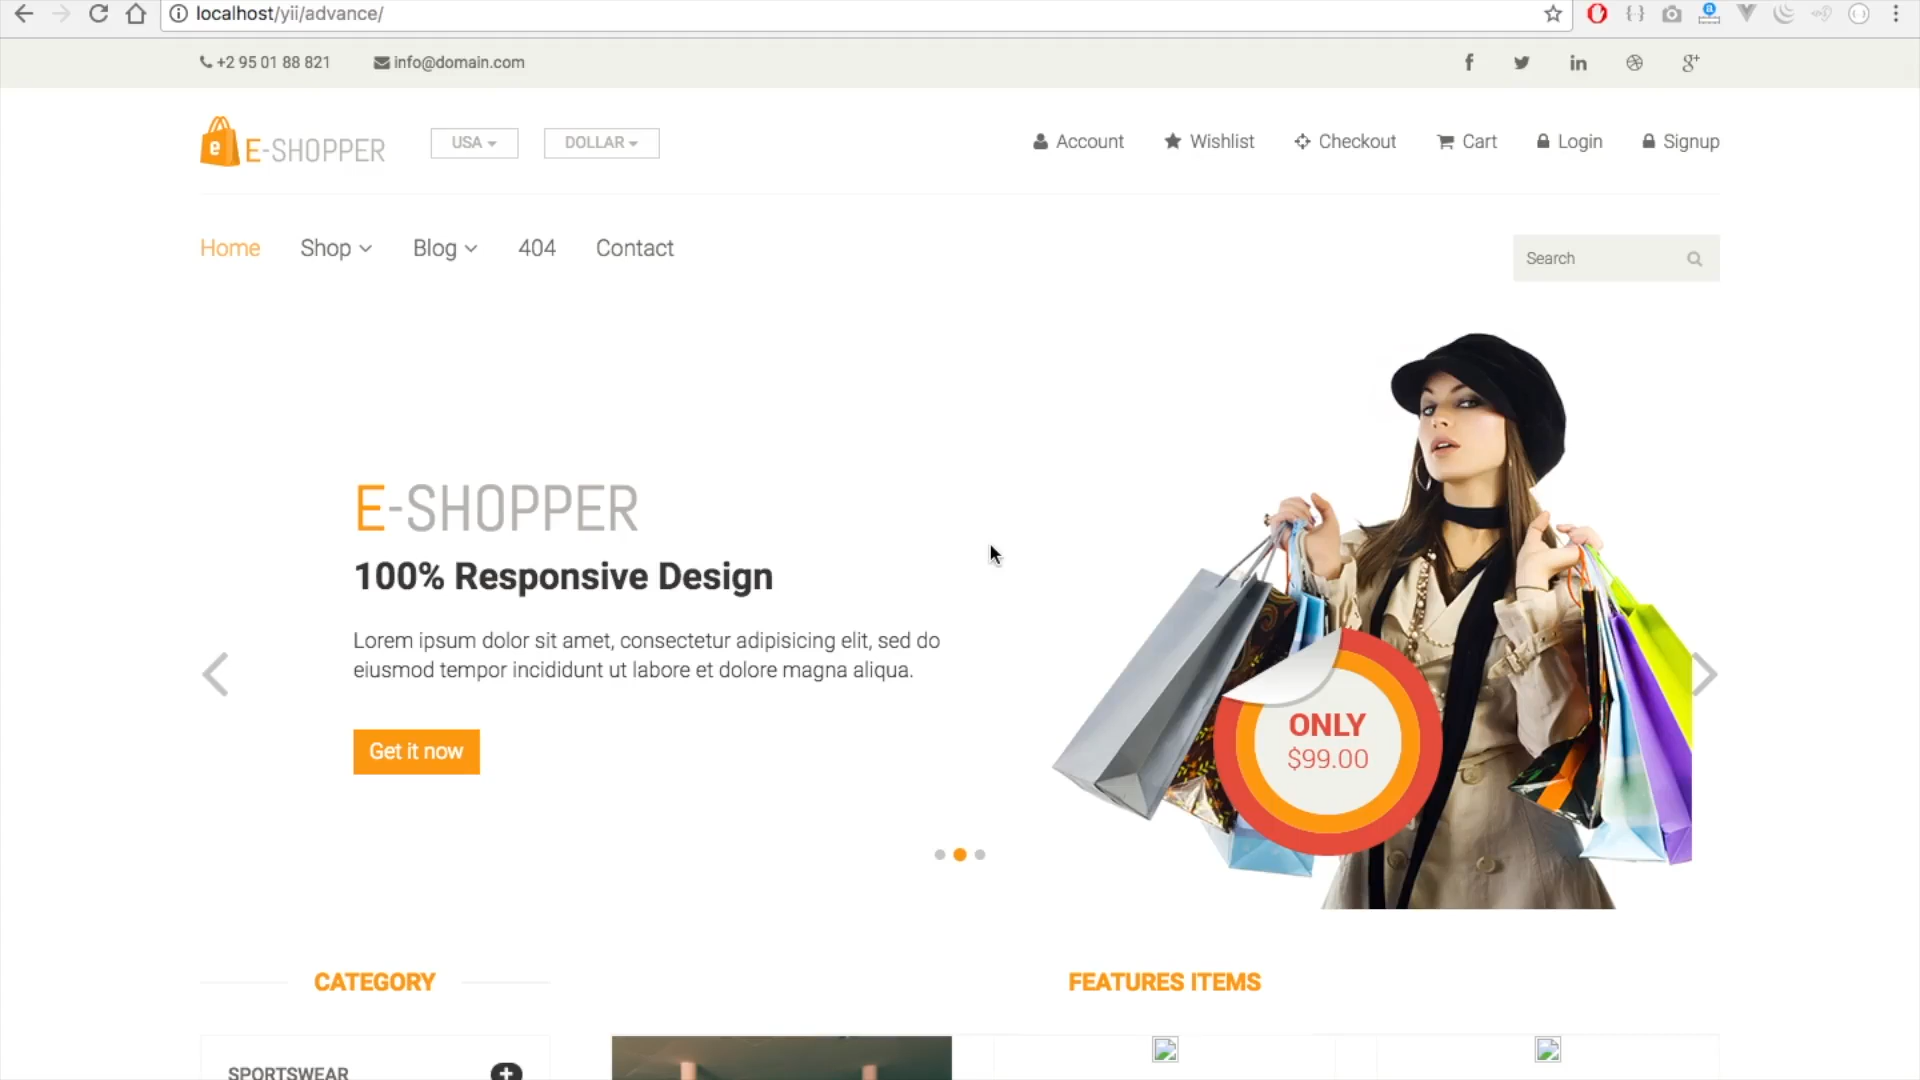 localhost/yii/advance/
+2 95 01 88 821 info@domain.com
E-SHOPPER USA DOLLAR Account Wishlist Checkout Cart Login Signup
Home Shop Blog 404 Contact
Search
E-SHOPPER
100% Responsive Design
Lorem ipsum dolor sit amet, consectetur adipisicing elit, sed do
eiusmod tempor incididunt ut labore et dolore magna aliqua.
Get it now
ONLY
$99.00
CATEGORY
FEATURES ITEMS
SPORTSWEAR